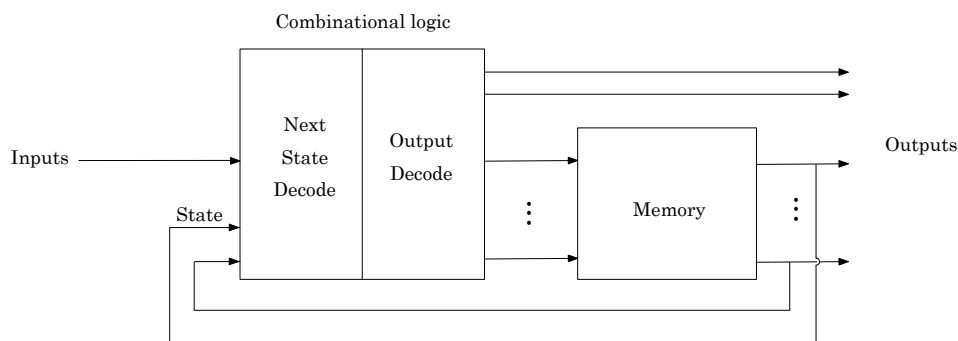 Combinational logic
Inputs
Next
State
Decode
Output
Decode
State
Memory
Outputs